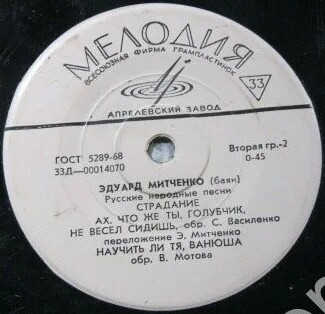 МЕЛОДИЯ
ВСЕСОЮЗНАЯ ФИРМА ГРАМПЛАСТИНОК
33
АПРЕЛЕВСКИЙ ЗАВОД
ГОСТ 5289-68
33Д—00014070
Вторая гр.-2
0-45
ЭДУАРД МИТЧЕНКО (баян)
Русские народные песни
СТРАДАНИЕ
АХ, ЧТО ЖЕ ТЫ, ГОЛУБЧИК,
НЕ ВЕСЕЛ СИДИШЬ, обр. С. Василенко
переложение Э. Митченко
НАУЧИТЬ ЛИ ТЯ, ВАНЮША
обр. В. Мотова